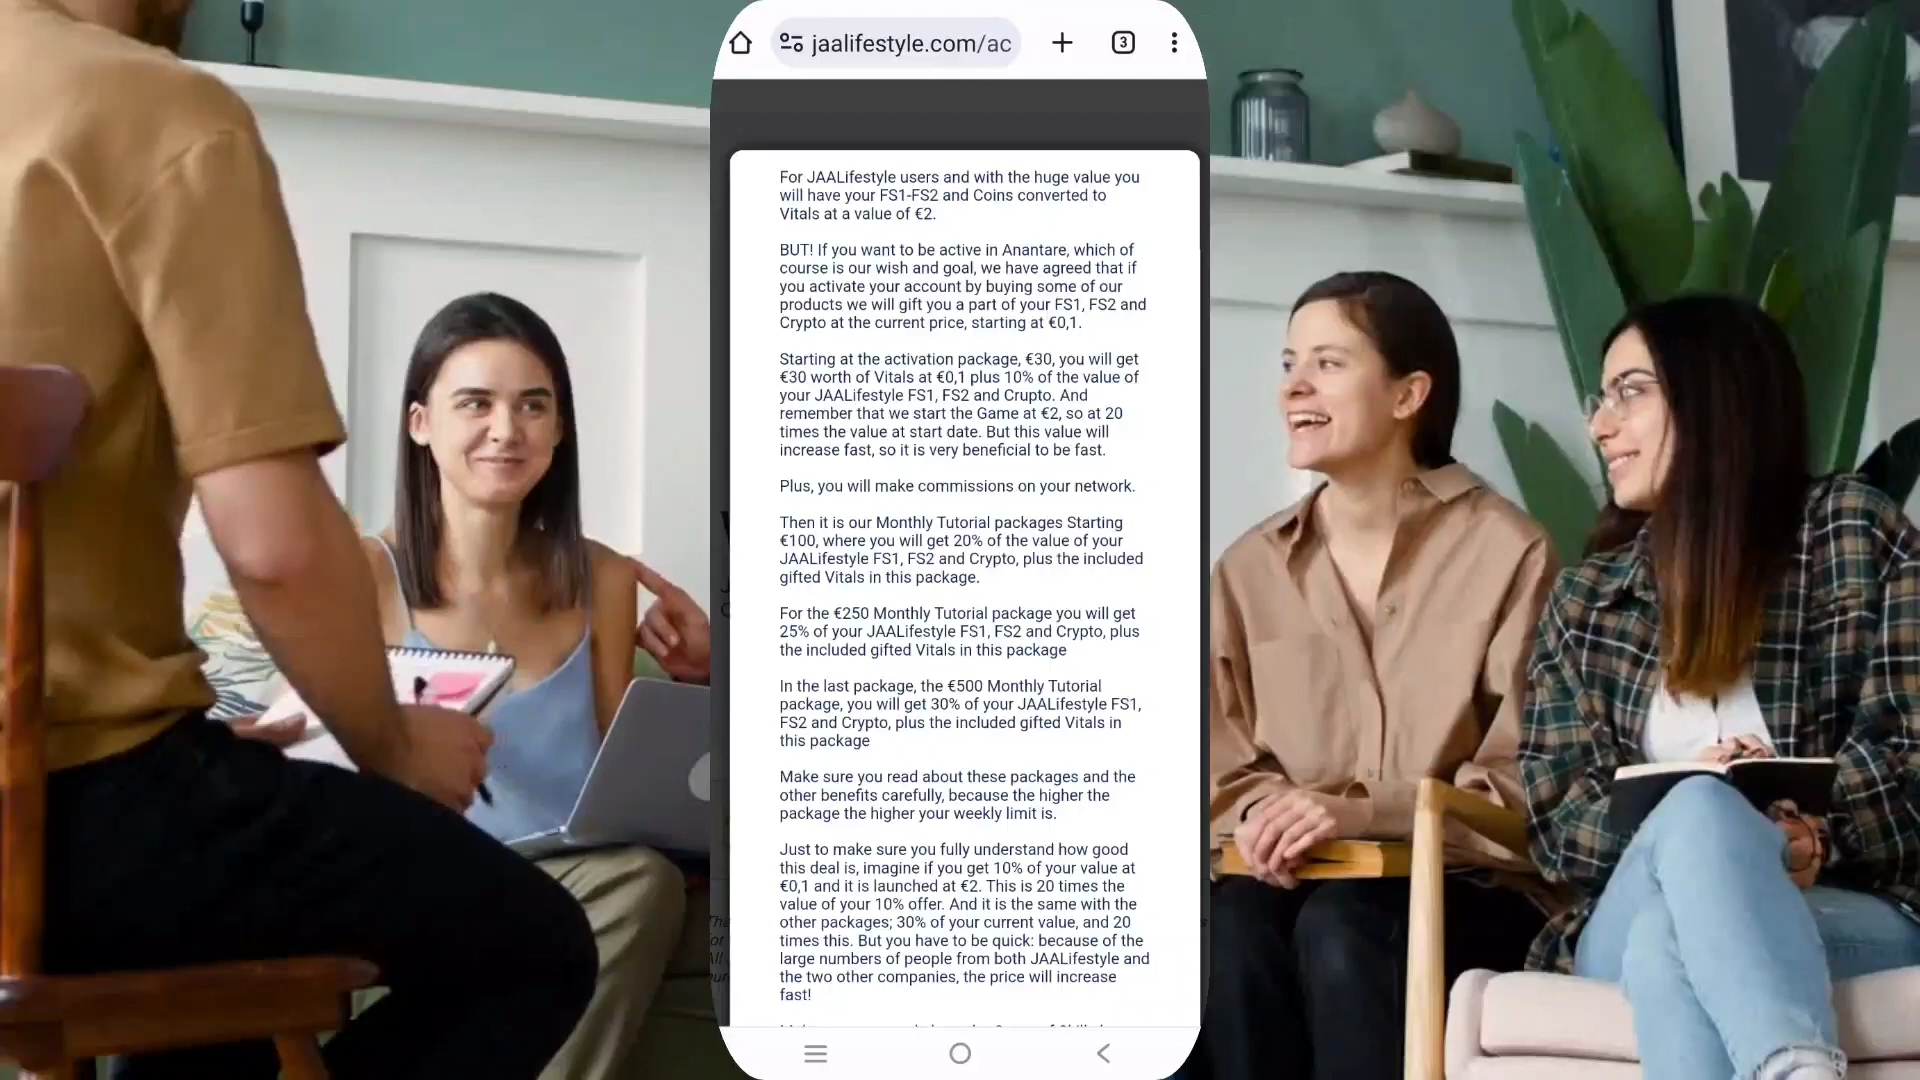 jaalifestyle.com/ac
3
For JAALifestyle users and with the huge value you
will have your FS1-FS2 and Coins converted to
Vitals at a value of €2.
BUT! If you want to be active in Anantare, which of
course is our wish and goal, we have agreed that if
you activate your account by buying some of our
products we will gift you a part of your FS1, FS2 and
Crypto at the current price, starting at €0,1.
Starting at the activation package, €30, you will get
€30 worth of Vitals at €0,1 plus 10% of the value of
your JAALifestyle FS1, FS2 and Crupto. And
remember that we start the Game at €2, so at 20
times the value at start date. But this value will
increase fast, so it is very beneficial to be fast.
Plus, you will make commissions on your network.
Then it is our Monthly Tutorial packages Starting
€100, where you will get 20% of the value of your
JAALifestyle FS1, FS2 and Crypto, plus the included
gifted Vitals in this package.
For the €250 Monthly Tutorial package you will get
25% of your JAALifestyle FS1, FS2 and Crypto, plus
the included gifted Vitals in this package
In the last package, the €500 Monthly Tutorial
package, you will get 30% of your JAALifestyle FS1,
FS2 and Crypto, plus the included gifted Vitals in
this package
Make sure you read about these packages and the
other benefits carefully, because the higher the
package the higher your weekly limit is.
Just to make sure you fully understand how good
this deal is, imagine if you get 10% of your value at
€0,1 and it is launched at €2. This is 20 times the
value of your 10% offer. And it is the same with the
other packages; 30% of your current value, and 20
times this. But you have to be quick: because of the
large numbers of people from both JAALifestyle and
the two other companies, the price will increase
fast!